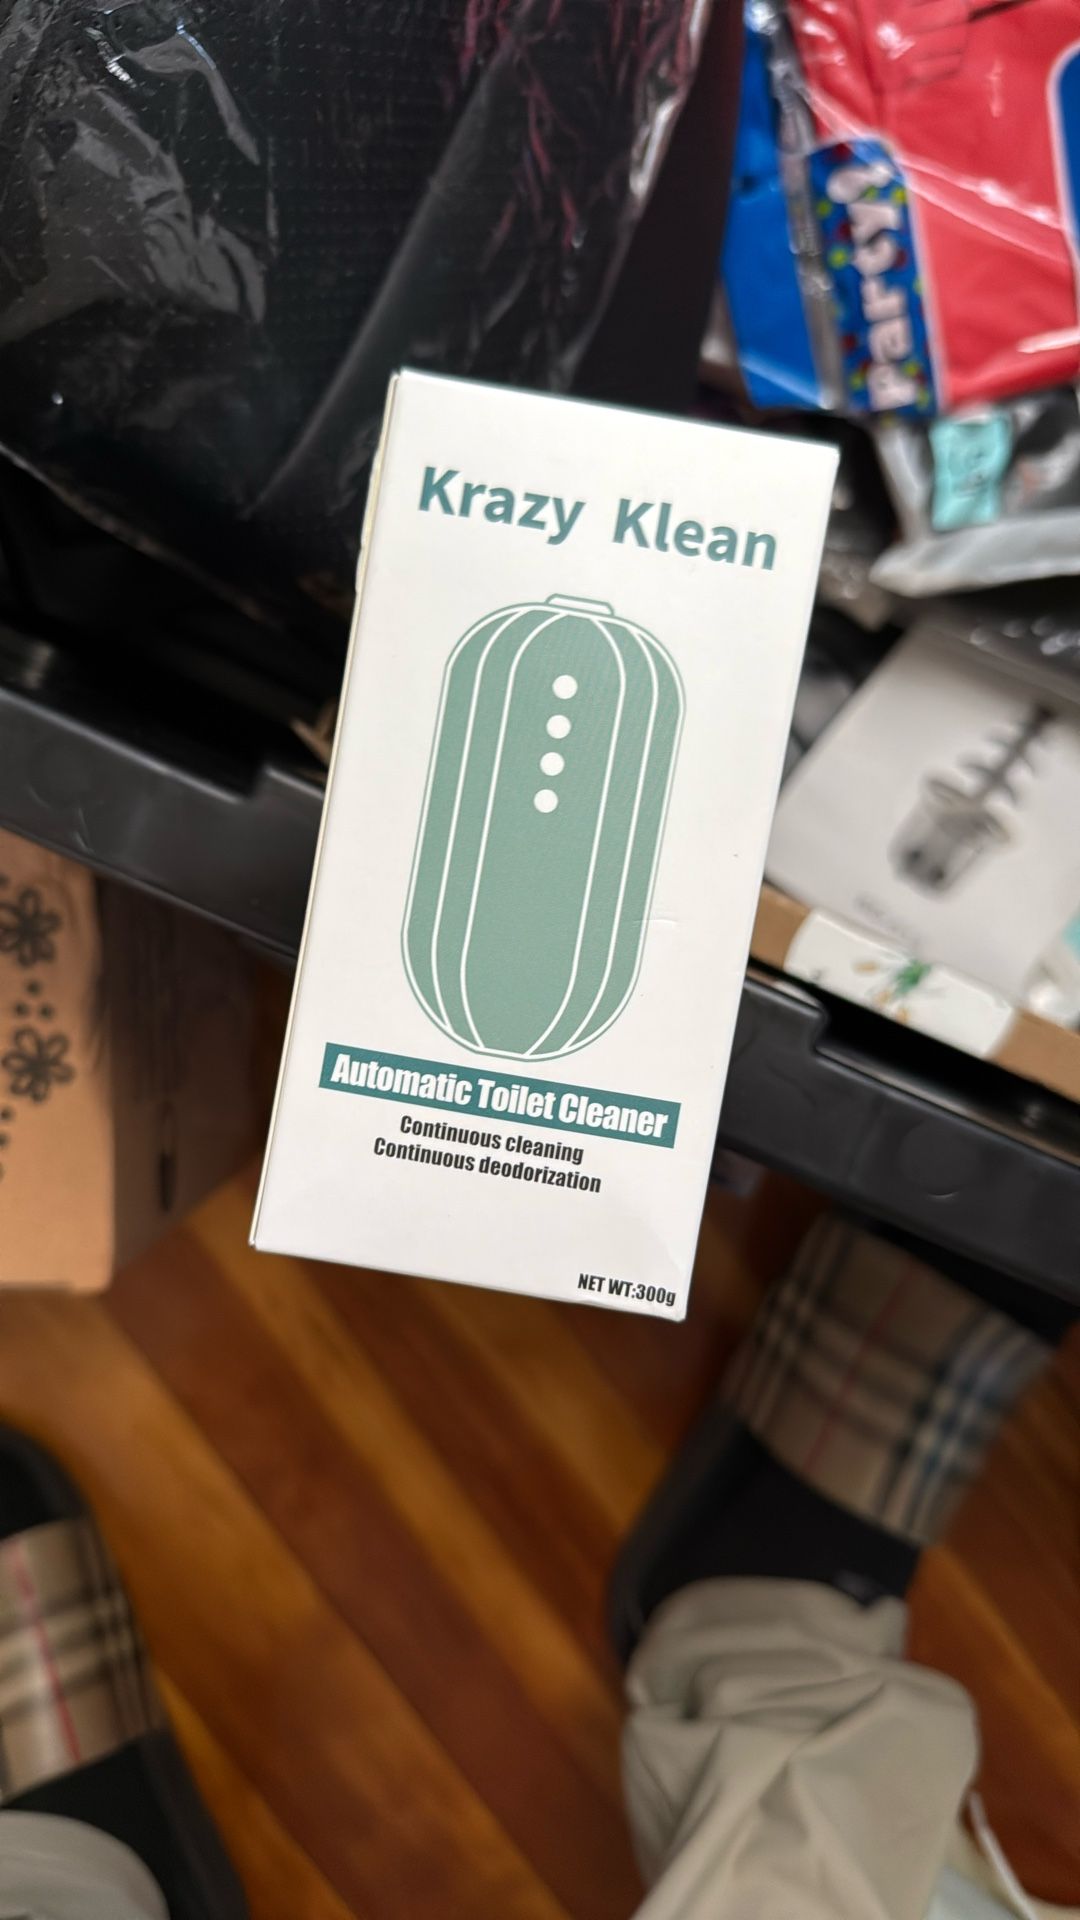 Party?
Krazy Klean
Automatic Toilet Cleaner
Continuous cleaning
Continuous deodorization
NET WT:300g